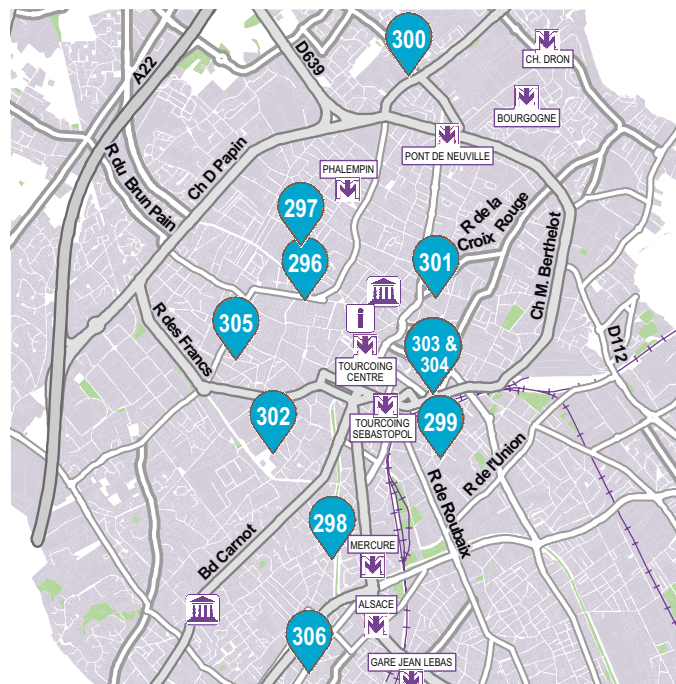 300
CH. DRON
D639
A22
BOURGOGNE
PONT DE NEUVILLE
R du Brun Pain
Ch D Papin
PHALEMPIN
297
R de la
Croix Rouge
296
301
Ch M. Berthelot
i
305
R des Francs
303 &
304
D112
TOURCOING
CENTRE
302
TOURCOING
SEBASTOPOL
299
R de l'Union
R de Roubaix
298
Bd Carnot
MERCURE
ALSACE
306
GARE JEAN LEBAS